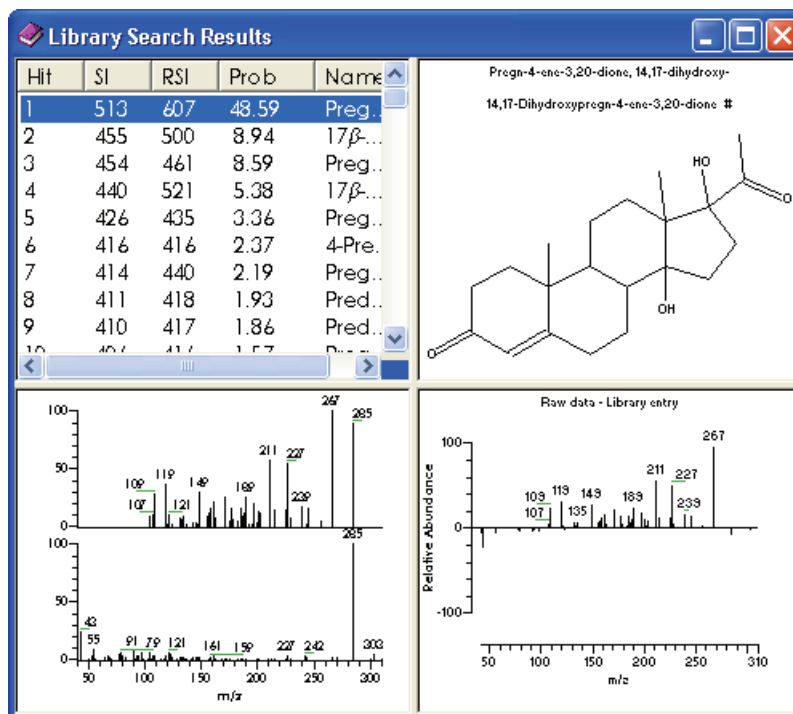 Library Search Results
Hit SI RSI Prob Name
1 513 607 48.59 Preg..
2 455 500 8.94 17β-...
3 454 461 8.59 Preg..
4 440 521 5.38 17β-...
5 426 435 3.36 Preg..
6 416 416 2.37 4-Pre.
7 414 440 2.19 Preg..
8 411 418 1.93 Pred..
9 410 417 1.86 Pred..
Pregn-4-ene-3,20-dione, 14,17-dihydroxy-
14,17-Dihydroxypregn-4-ene-3,20-dione #
HO
O
OH
O
267
100
285
211
227
50
109
119
149
189
107
121
239
0
100
285
50
43
55
91
79
121
161
159
227
242
303
0
50 100 150 200 250 300
m/z
Raw data - Library entry
267
100
211
227
109
119
149
189
239
107
135
0
-100
Relative Abundance
50 100 150 200 250 310
m/z